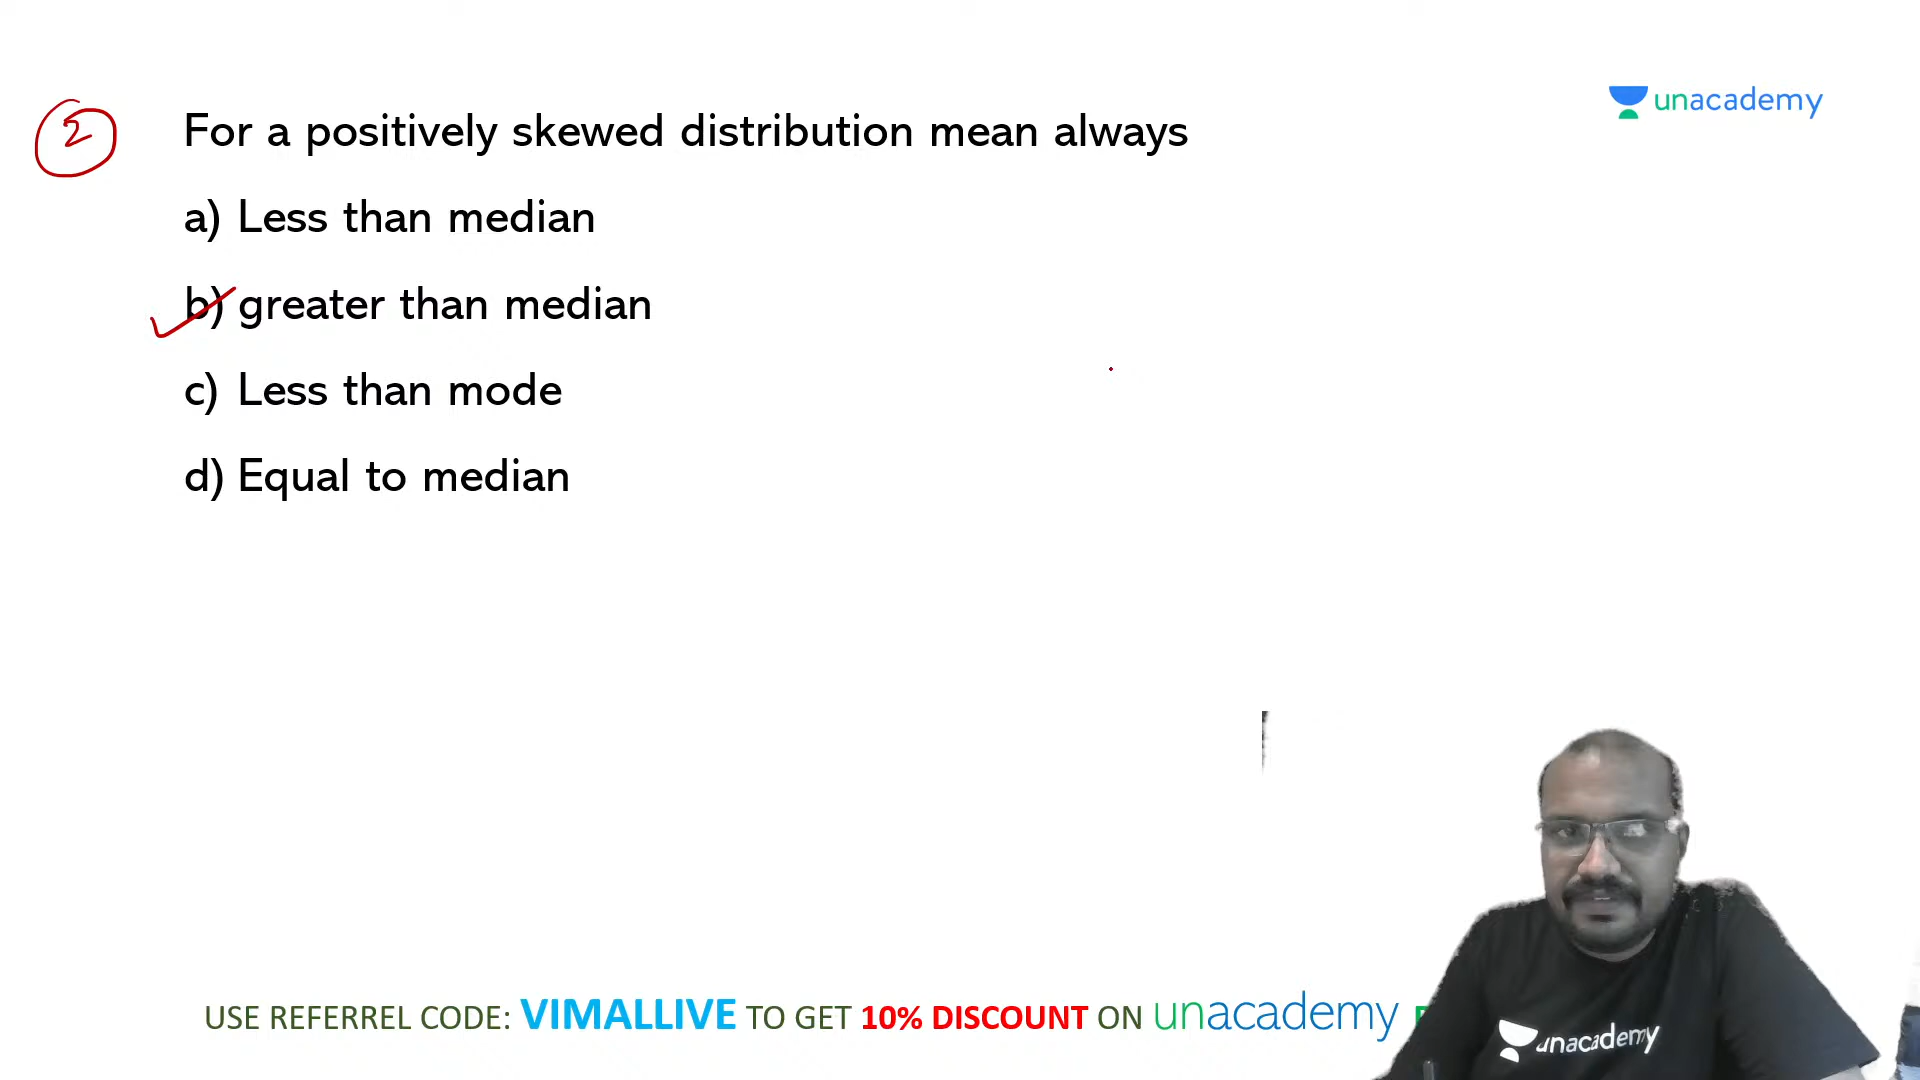 2 For a positively skewed distribution mean always
unacademy
a) Less than median
b) greater than median
c) Less than mode
d) Equal to median
USE REFERREL CODE: VIMALLIVE TO GET 10% DISCOUNT ON unacademy
unacademy